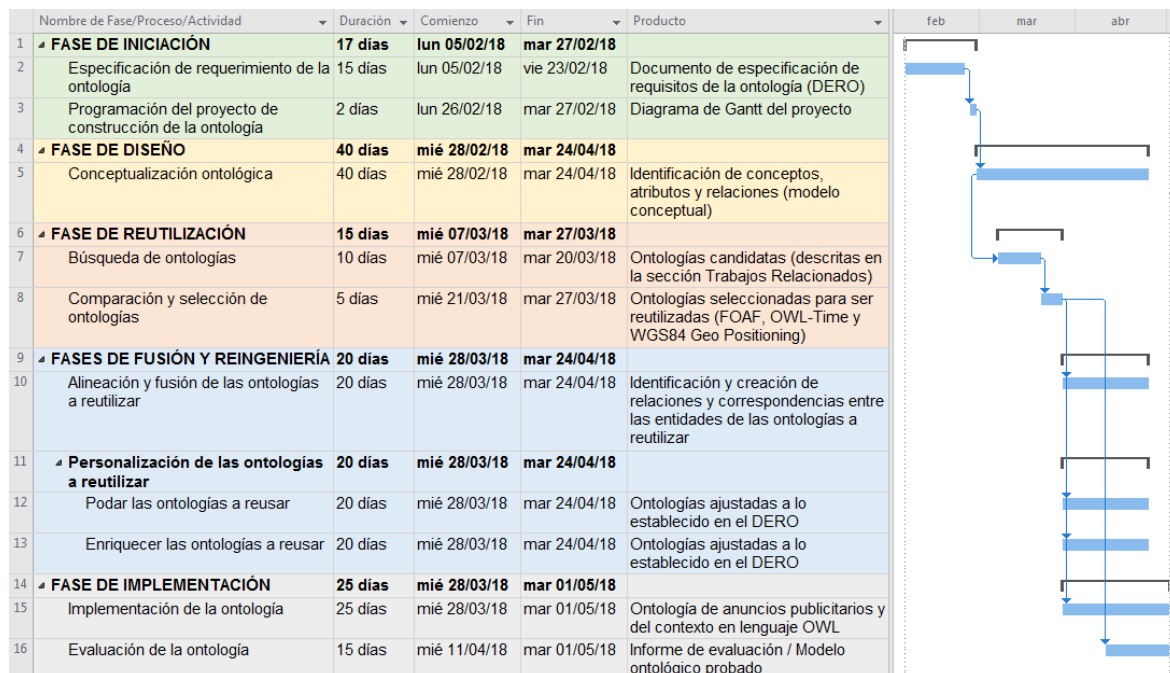 Nombre de Fase/Proceso/Actividad Duración Comienzo Fin Producto feb mar abr
1 FASE DE INICIACIÓN 17 días lun 05/02/18 mar 27/02/18
2 Especificación de requerimiento de la 15 días lun 05/02/18 vie 23/02/18 Documento de especificación de
ontología requisitos de la ontología (DERO)
3 Programación del proyecto de 2 días lun 26/02/18 mar 27/02/18 Diagrama de Gantt del proyecto
construcción de la ontología
4 FASE DE DISEÑO 40 días mié 28/02/18 mar 24/04/18
5 Conceptualización ontológica 40 días mié 28/02/18 mar 24/04/18 Identificación de conceptos,
atributos y relaciones (modelo
conceptual)
6 FASE DE REUTILIZACIÓN 15 días mié 07/03/18 mar 27/03/18
7 Búsqueda de ontologías 10 días mié 07/03/18 mar 20/03/18 Ontologías candidatas (descritas en
la sección Trabajos Relacionados)
8 Comparación y selección de 5 días mié 21/03/18 mar 27/03/18 Ontologías seleccionadas para ser
ontologías reutilizadas (FOAF, OWL-Time y
WGS84 Geo Positioning)
9 FASES DE FUSIÓN Y REINGENIERÍA 20 días mié 28/03/18 mar 24/04/18
10 Alineación y fusión de las ontologías 20 días mié 28/03/18 mar 24/04/18 Identificación y creación de
a reutilizar relaciones y correspondencias entre
las entidades de las ontologías a
reutilizar
11 Personalización de las ontologías 20 días mié 28/03/18 mar 24/04/18
a reutilizar
12 Podar las ontologías a reusar 20 días mié 28/03/18 mar 24/04/18 Ontologías ajustadas a lo
establecido en el DERO
13 Enriquecer las ontologías a reusar 20 días mié 28/03/18 mar 24/04/18 Ontologías ajustadas a lo
establecido en el DERO
14 FASE DE IMPLEMENTACIÓN 25 días mié 28/03/18 mar 01/05/18
15 Implementación de la ontología 25 días mié 28/03/18 mar 01/05/18 Ontología de anuncios publicitarios y
del contexto en lenguaje OWL
16 Evaluación de la ontología 15 días mié 11/04/18 mar 01/05/18 Informe de evaluación / Modelo
ontológico probado